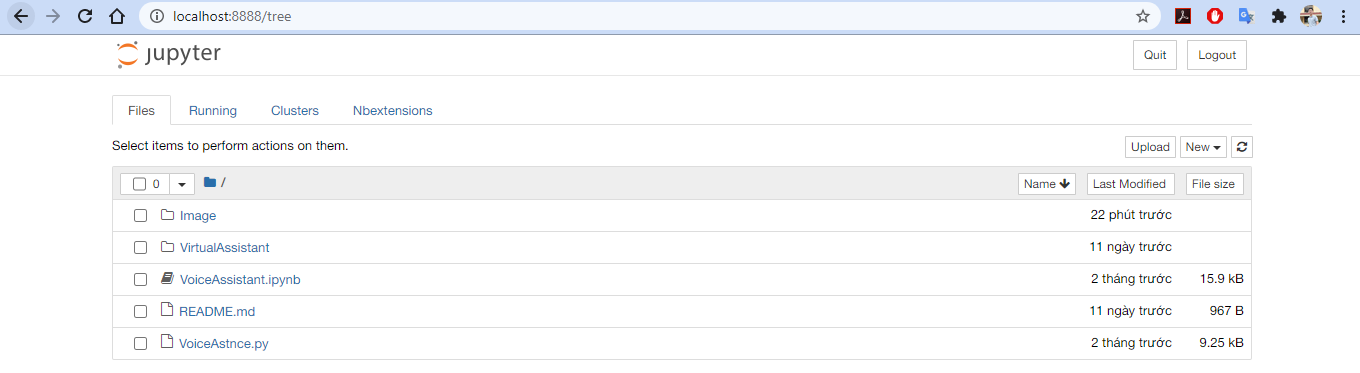 localhost:8888/tree
jupyter
Quit Logout
Files Running Clusters Nbextensions
Select items to perform actions on them.
Upload New
0 / Name Last Modified File size
Image 22 phút trước
VirtualAssistant 11 ngày trước
VoiceAssistant.ipynb 2 tháng trước 15.9 kB
README.md 11 ngày trước 967 B
VoiceAstnce.py 2 tháng trước 9.25 kB